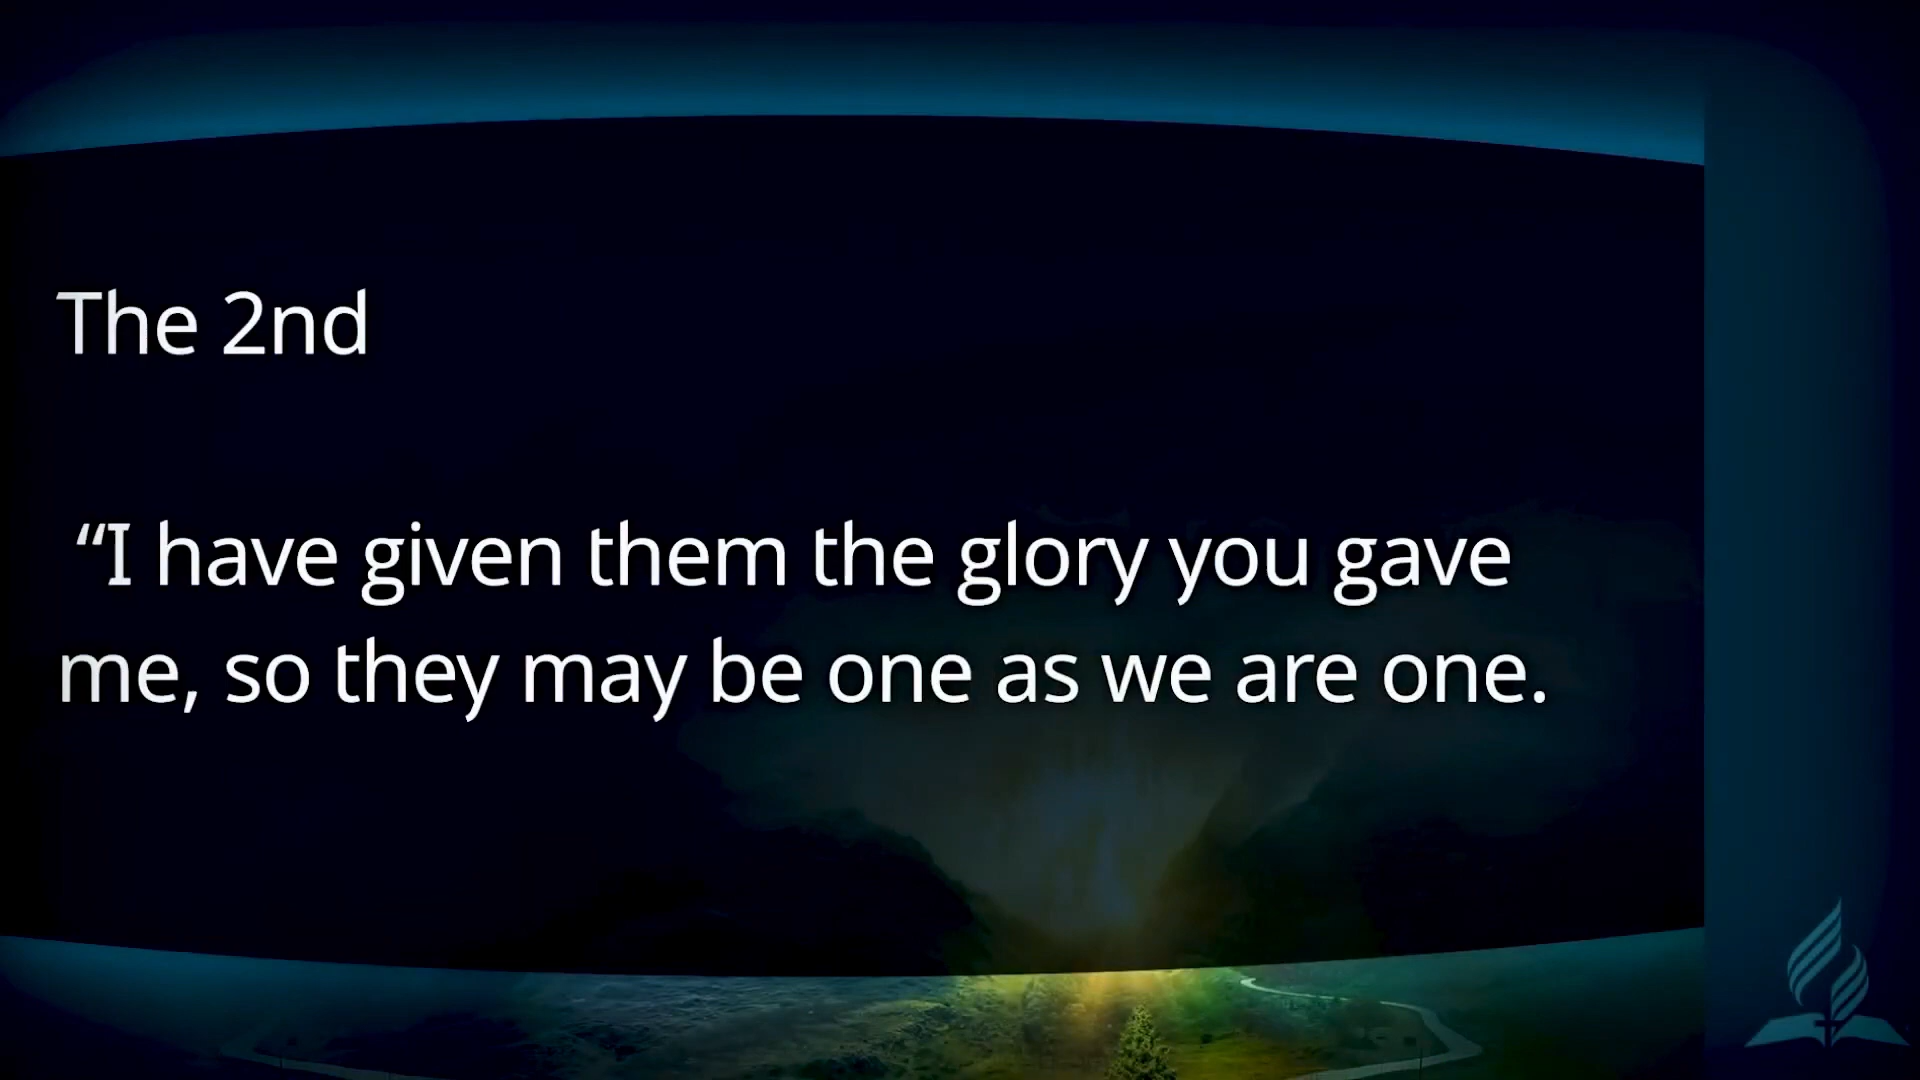 The 2nd
“I have given them the glory you gave
me, so they may be one as we are one.